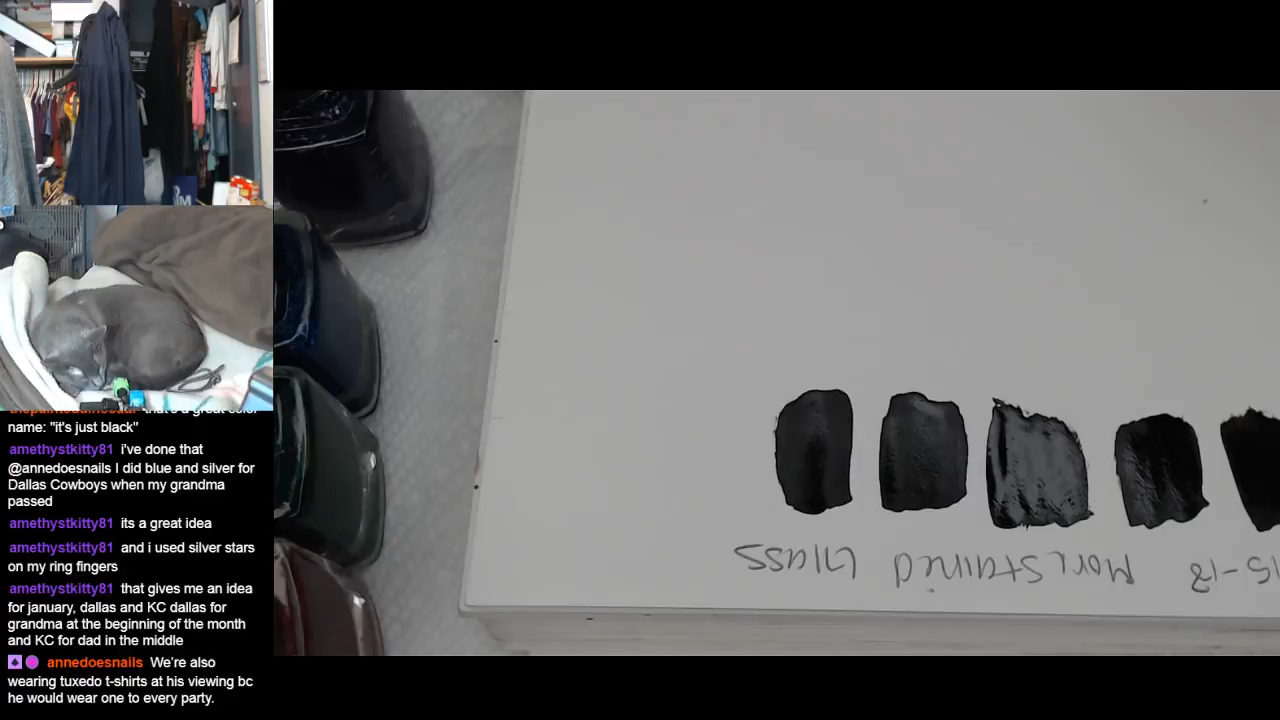 name: "it's just black"
amethystkitty81 i've done that
@annedoesnails I did blue and silver for
Dallas Cowboys when my grandma
passed
amethystkitty81 its a great idea
amethystkitty81 and i used silver stars
on my ring fingers
amethystkitty81 that gives me an idea
for january, dallas and KC dallas for
grandma at the beginning of the month
and KC for dad in the middle
annedoesnails We're also
wearing tuxedo t-shirts at his viewing bc
he would wear one to every party.
More Stained Glass